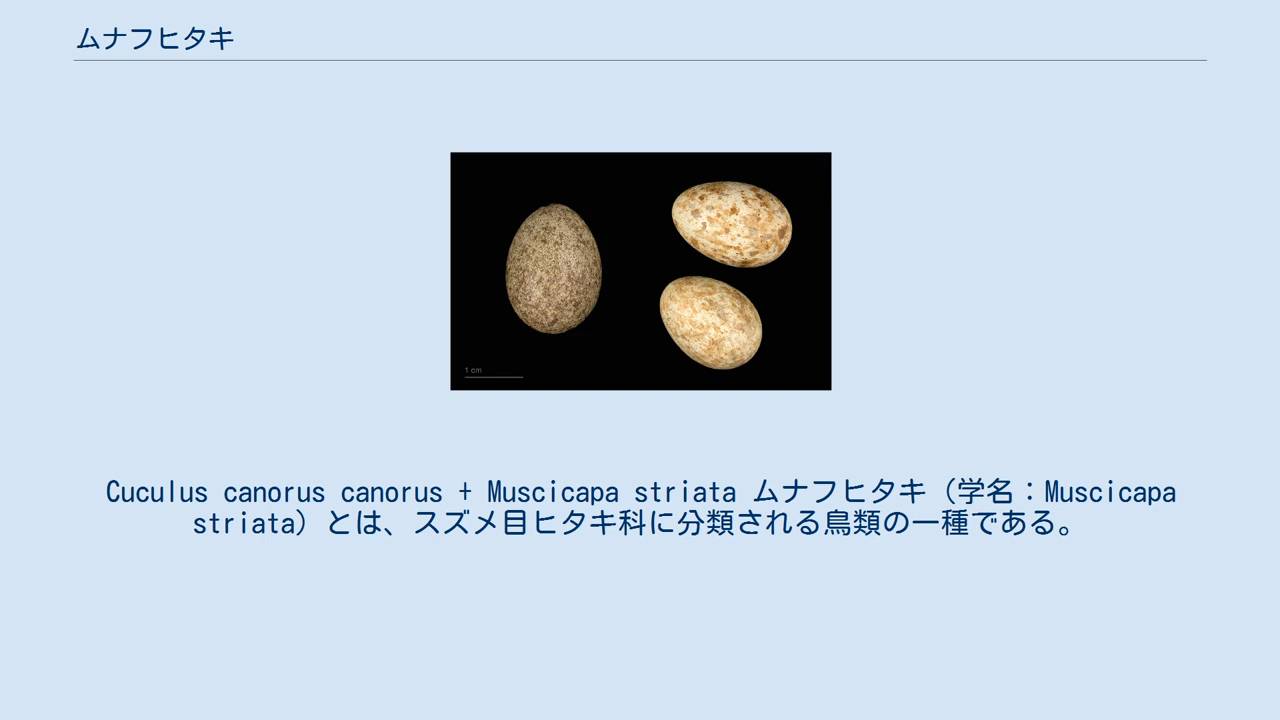 ムナフヒタキ
1 cm
Cuculus canorus canorus + Muscicapa striata ムナフヒタキ（学名：Muscicapa
striata）とは、スズメ目ヒタキ科に分類される鳥類の一種である。